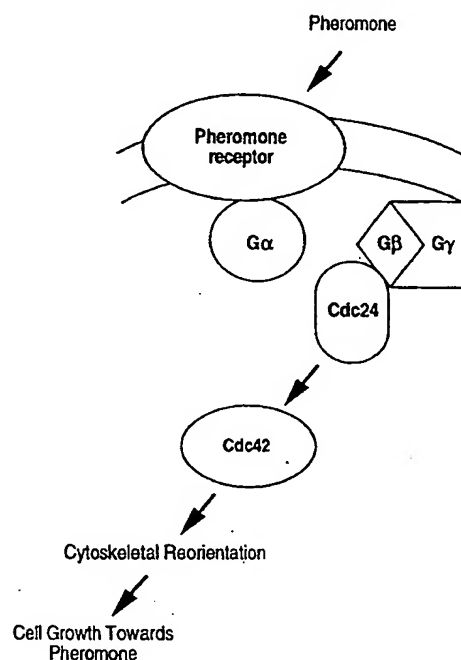 Pheromone
Pheromone
receptor
Gα
Gβ
Gγ
Cdc24
Cdc42
Cytoskeletal Reorientation
Cell Growth Towards
Pheromone